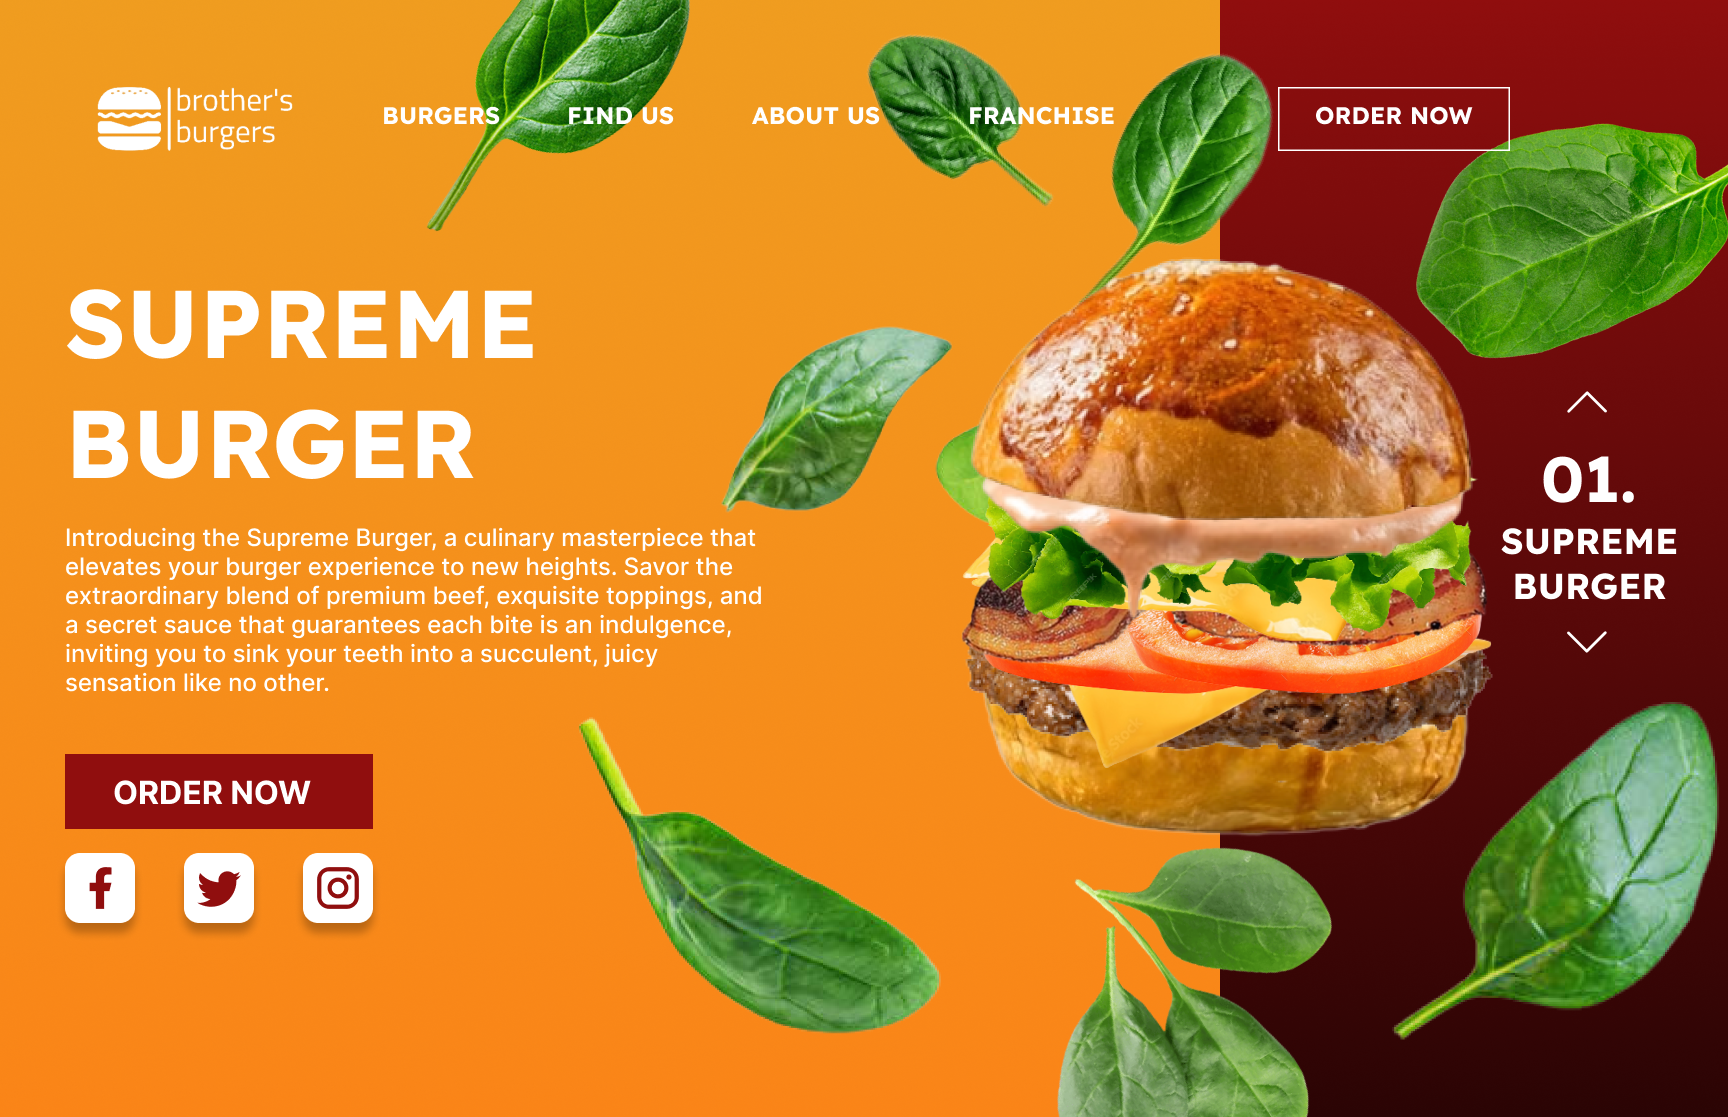 brother's
burgers
BURGERS
FIND US
ABOUT US
FRANCHISE
ORDER NOW
SUPREME
BURGER
Introducing the Supreme Burger, a culinary masterpiece that
elevates your burger experience to new heights. Savor the
extraordinary blend of premium beef, exquisite toppings, and
a secret sauce that guarantees each bite is an indulgence,
inviting you to sink your teeth into a succulent, juicy
sensation like no other.
ORDER NOW
01.
SUPREME
BURGER